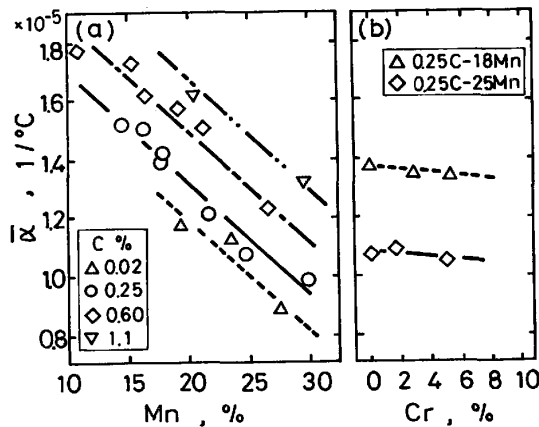 ×10⁻⁵
(a)
(b)
1.8
1.6
1.4
1.2
1.0
0.8
ᾱ , 1/°C
C %
△ 0.02
○ 0.25
◇ 0.60
▽ 1.1
10 15 20 25 30
Mn , %
△ 0.25C-18Mn
◇ 0.25C-25Mn
0 2 4 6 8 10
Cr , %